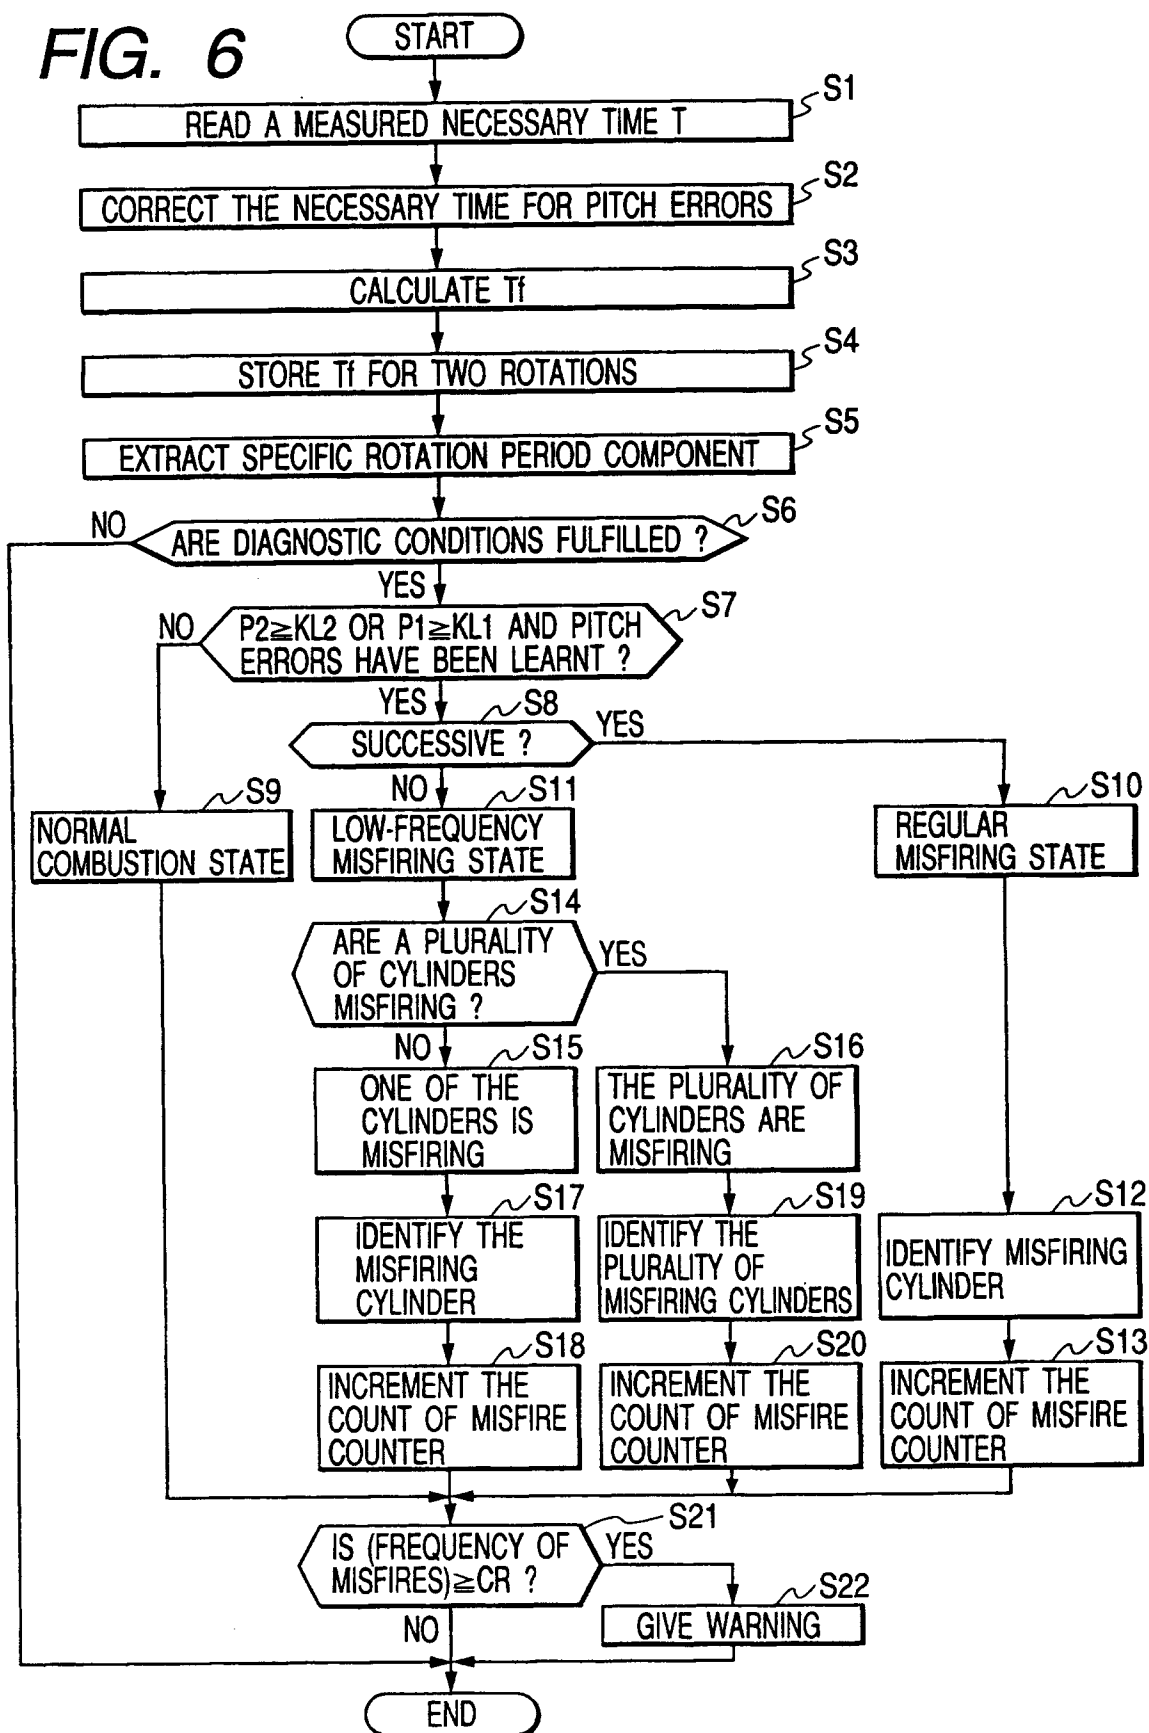 FIG. 6
START
S1
READ A MEASURED NECESSARY TIME T
S2
CORRECT THE NECESSARY TIME FOR PITCH ERRORS
S3
CALCULATE Tf
S4
STORE Tf FOR TWO ROTATIONS
S5
EXTRACT SPECIFIC ROTATION PERIOD COMPONENT
S6
NO
ARE DIAGNOSTIC CONDITIONS FULFILLED ?
YES
S7
NO
P2≧KL2 OR P1≧KL1 AND PITCH
ERRORS HAVE BEEN LEARNT ?
YES
S8
SUCCESSIVE ?
YES
NO
S9
NORMAL
COMBUSTION STATE
S11
LOW-FREQUENCY
MISFIRING STATE
S10
REGULAR
MISFIRING STATE
S14
ARE A PLURALITY
OF CYLINDERS
MISFIRING ?
YES
NO
S15
ONE OF THE
CYLINDERS IS
MISFIRING
S16
THE PLURALITY OF
CYLINDERS ARE
MISFIRING
S17
IDENTIFY THE
MISFIRING
CYLINDER
S19
IDENTIFY THE
PLURALITY OF
MISFIRING CYLINDERS
S12
IDENTIFY MISFIRING
CYLINDER
S18
INCREMENT THE
COUNT OF MISFIRE
COUNTER
S20
INCREMENT THE
COUNT OF MISFIRE
COUNTER
S13
INCREMENT THE
COUNT OF MISFIRE
COUNTER
S21
IS (FREQUENCY OF
MISFIRES)≧CR ?
YES
NO
S22
GIVE WARNING
END